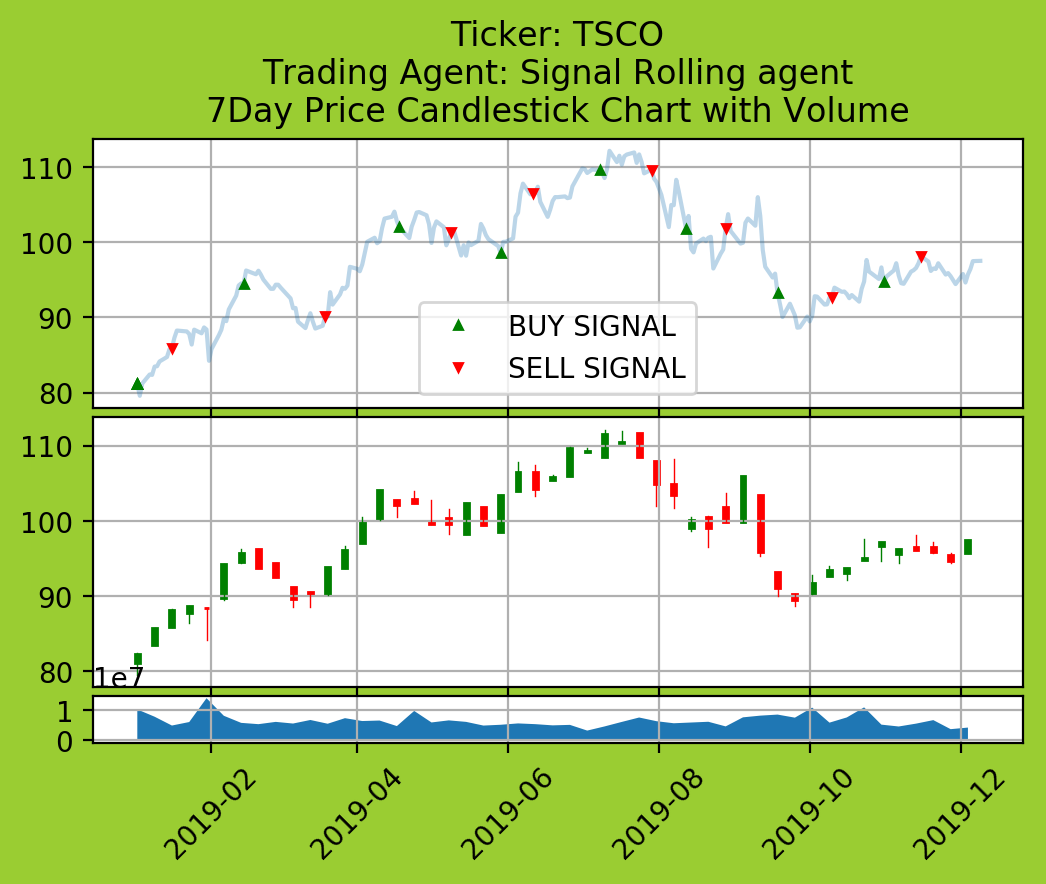 Ticker: TSCO
Trading Agent: Signal Rolling agent
7Day Price Candlestick Chart with Volume
110
100
90
80
BUY SIGNAL
SELL SIGNAL
110
100
90
80
1e7
1
0
2019-02
2019-04
2019-06
2019-08
2019-10
2019-12